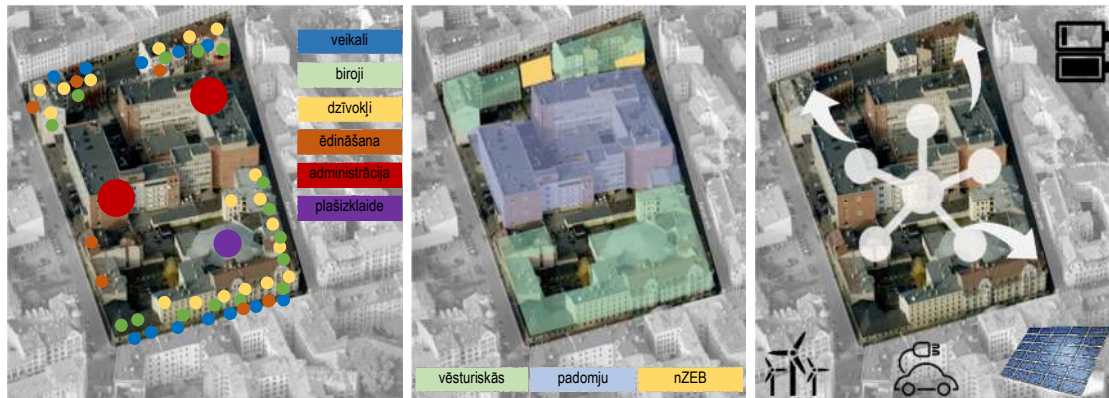 veikali
biroji
dzīvokļi
ēdināšana
administrācija
plašizklaide
vēsturiskās
padomju
nZEB